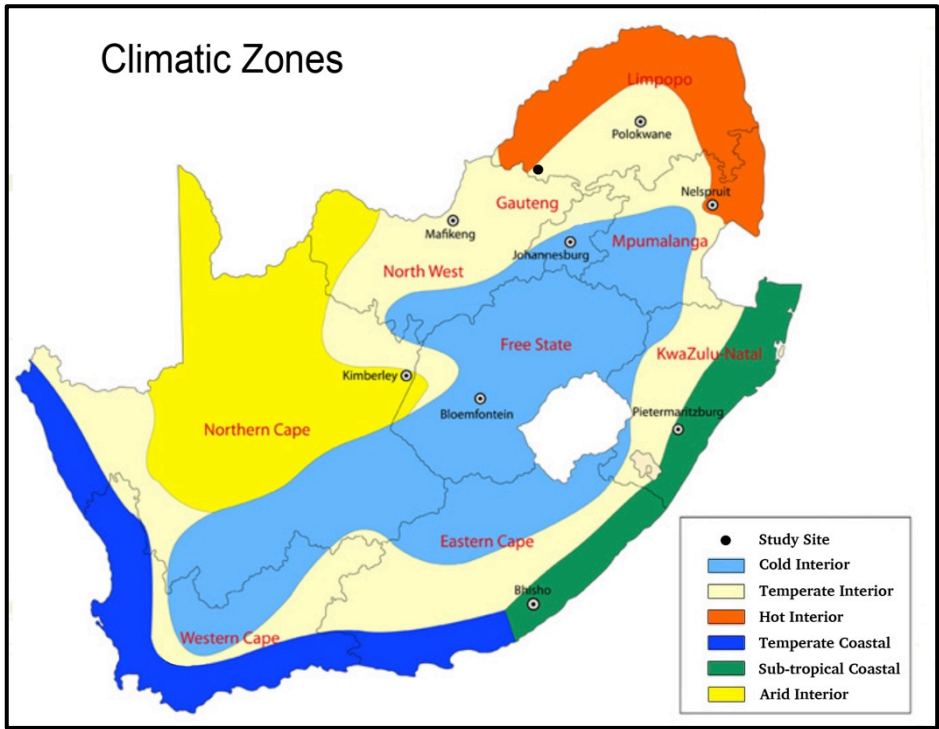 Climatic Zones
Limpopo
Polokwane
Nelspruit
Gauteng
Mafikeng
Johannesburg
Mpumalanga
North West
Free State
KwaZulu-Natal
Kimberley
Bloemfontein
Pietermaritzburg
Northern Cape
Eastern Cape
Bhisho
Western Cape
Study Site
Cold Interior
Temperate Interior
Hot Interior
Temperate Coastal
Sub-tropical Coastal
Arid Interior